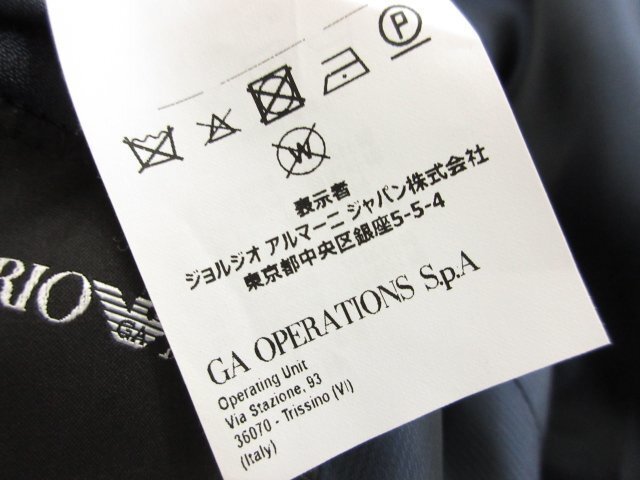 P
W
表示者
ジョルジオ アルマーニ ジャパン株式会社
東京都中央区銀座5-5-4
GA OPERATIONS S.p.A
Operating Unit
Via Stazione, 93
36070 - Trissino (VI)
(Italy)
RIO
GA